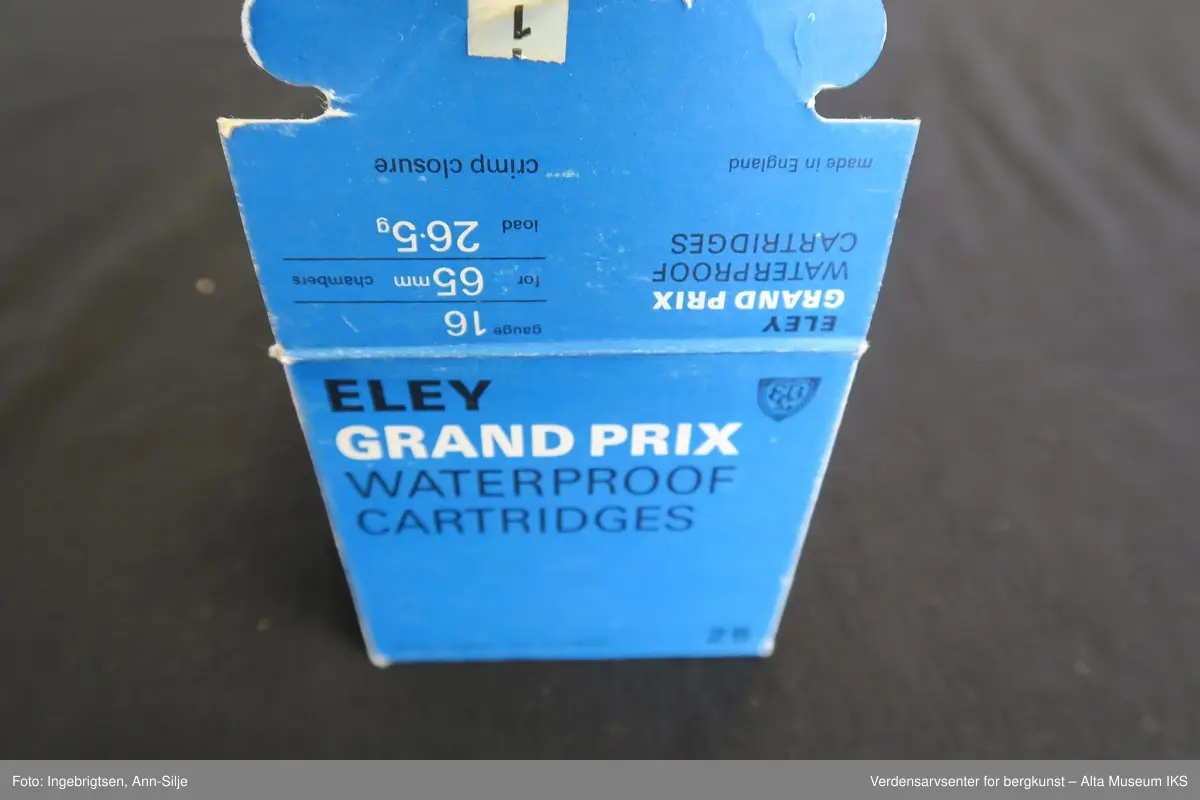 1
crimp closure
load 26·5g
for 65mm chambers
gauge 16
made in England
ELEY
GRAND PRIX
WATERPROOF
CARTRIDGES
ELEY
GRAND PRIX
WATERPROOF
CARTRIDGES
25
Foto: Ingebrigtsen, Ann-Silje
Verdensarvsenter for bergkunst – Alta Museum IKS